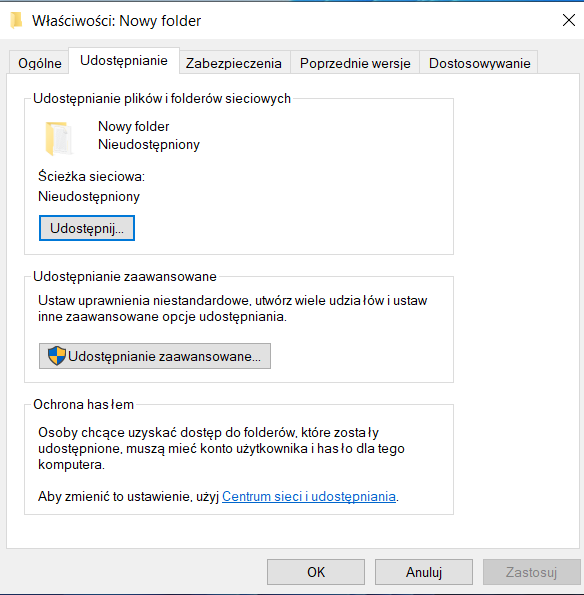 Właściwości: Nowy folder
Ogólne
Udostępnianie
Zabezpieczenia
Poprzednie wersje
Dostosowywanie
Udostępnianie plików i folderów sieciowych
Nowy folder
Nieudostępniony
Ścieżka sieciowa:
Nieudostępniony
Udostępnij...
Udostępnianie zaawansowane
Ustaw uprawnienia niestandardowe, utwórz wiele udziałów i ustaw
inne zaawansowane opcje udostępniania.
Udostępnianie zaawansowane...
Ochrona hasłem
Osoby chcące uzyskać dostęp do folderów, które zostały
udostępnione, muszą mieć konto użytkownika i hasło dla tego
komputera.
Aby zmienić to ustawienie, użyj Centrum sieci i udostępniania.
OK
Anuluj
Zastosuj